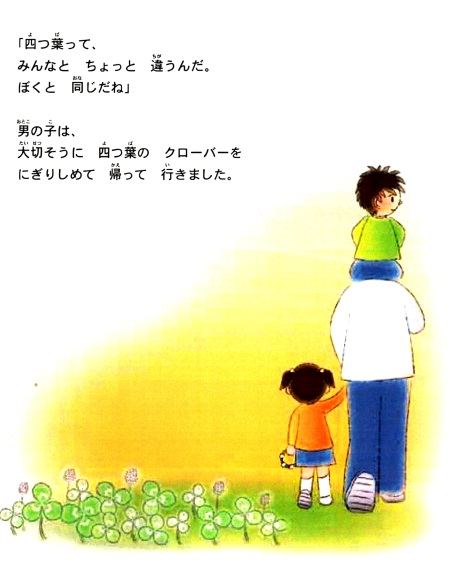 「四つ葉って、
みんなと ちょっと 違うんだ。
ぼくと 同じだね」
男の子は、
大切そうに 四つ葉の クローバーを
にぎりしめて 帰って 行きました。